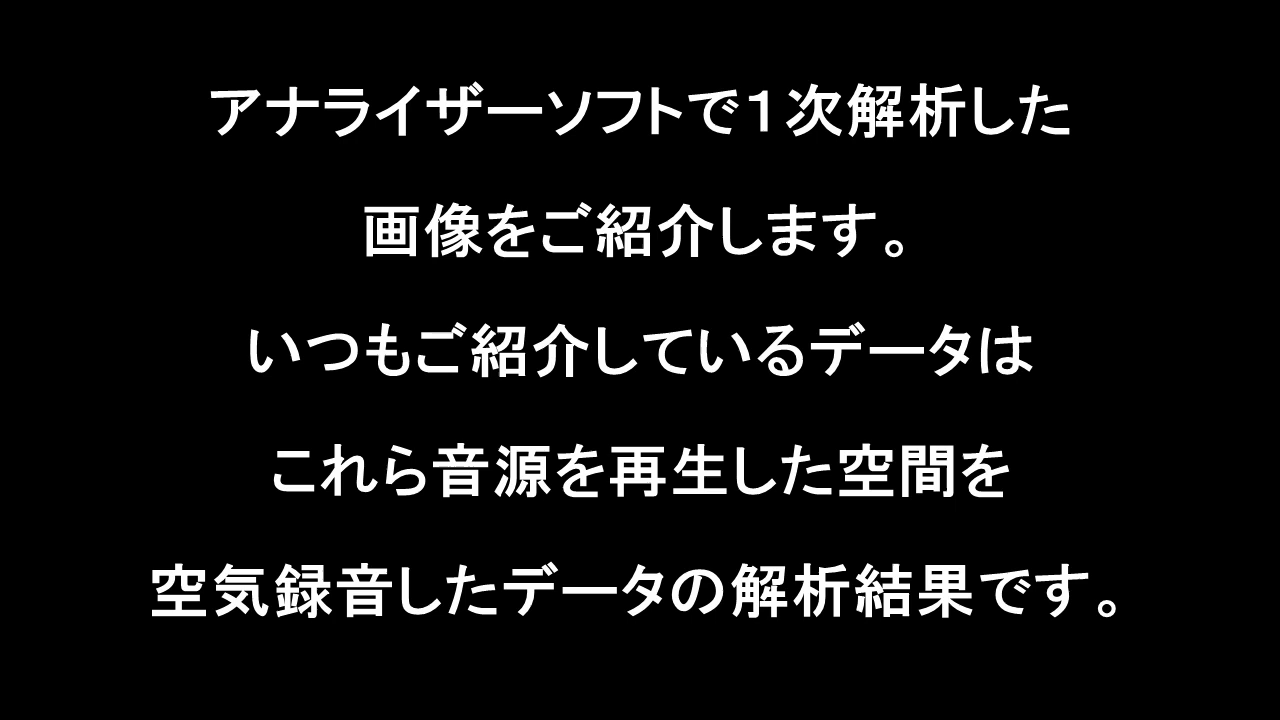 アナライザーソフトで１次解析した
画像をご紹介します。
いつもご紹介しているデータは
これら音源を再生した空間を
空気録音したデータの解析結果です。